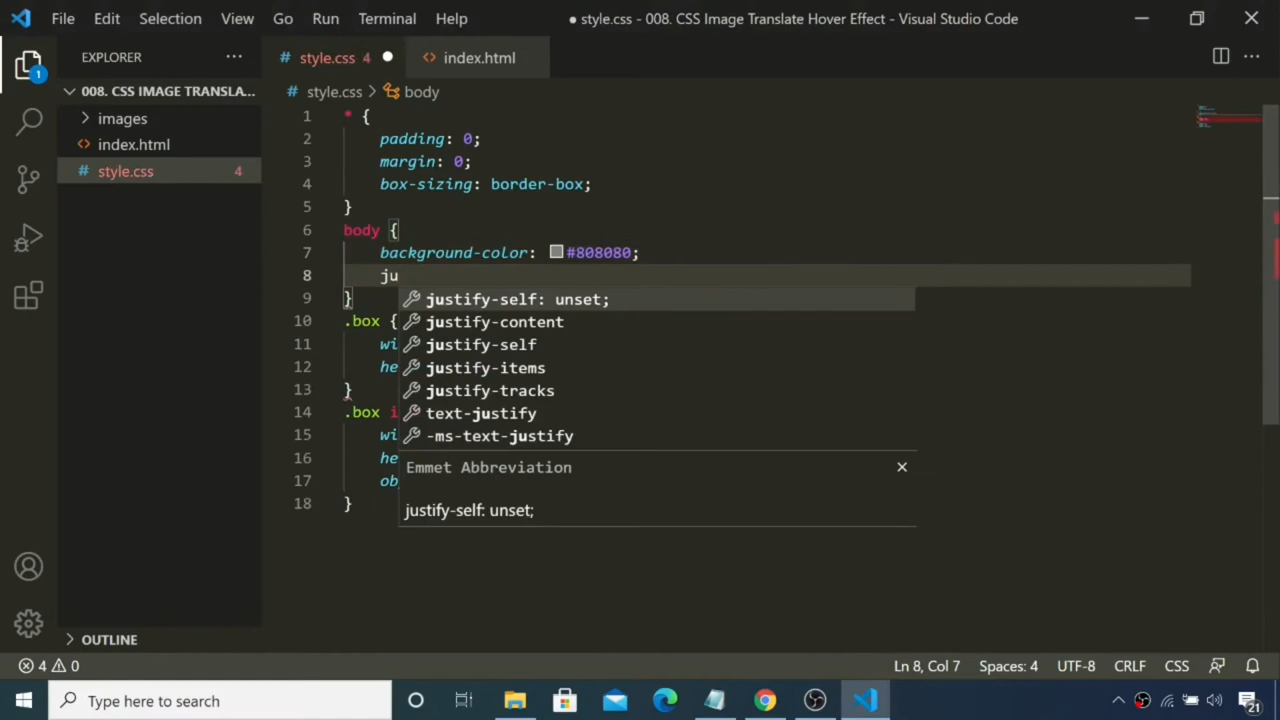 File Edit Selection View Go Run Terminal Help ● style.css - 008. CSS Image Translate Hover Effect - Visual Studio Code
EXPLORER ··· # style.css 4 ● <> index.html ···
1
008. CSS IMAGE TRANSLA...
# style.css > body
images
<> index.html
# style.css 4
1 * {
2 padding: 0;
3 margin: 0;
4 box-sizing: border-box;
5 }
6 body {
7 background-color: #808080;
8 ju
9 }
10 .box {
11 wi
12 he
13 }
14 .box i
15 wi
16 he
17 ob
18 }
justify-self: unset;
justify-content
justify-self
justify-items
justify-tracks
text-justify
-ms-text-justify
Emmet Abbreviation
justify-self: unset;
OUTLINE
4 0 Ln 8, Col 7 Spaces: 4 UTF-8 CRLF CSS
Type here to search 21